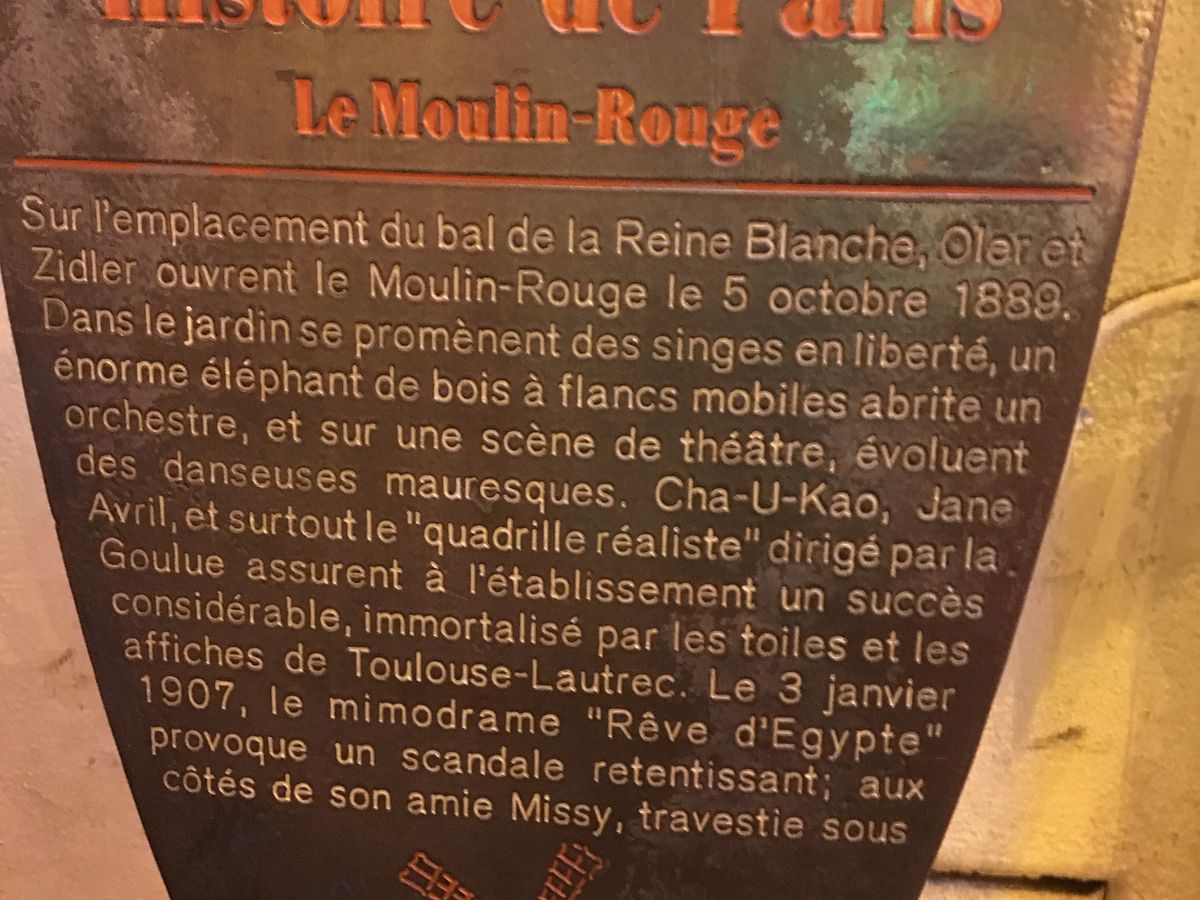 Histoire de Paris
Le Moulin-Rouge
Sur l'emplacement du bal de la Reine Blanche, Oler et
Zidler ouvrent le Moulin-Rouge le 5 octobre 1889.
Dans le jardin se promènent des singes en liberté, un
énorme éléphant de bois à flancs mobiles abrite un
orchestre, et sur une scène de théâtre, évoluent
des danseuses mauresques. Cha-U-Kao, Jane
Avril, et surtout le "quadrille réaliste" dirigé par la
Goulue assurent à l'établissement un succès
considérable, immortalisé par les toiles et les
affiches de Toulouse-Lautrec. Le 3 janvier
1907, le mimodrame "Rêve d'Egypte"
provoque un scandale retentissant; aux
côtés de son amie Missy, travestie sous